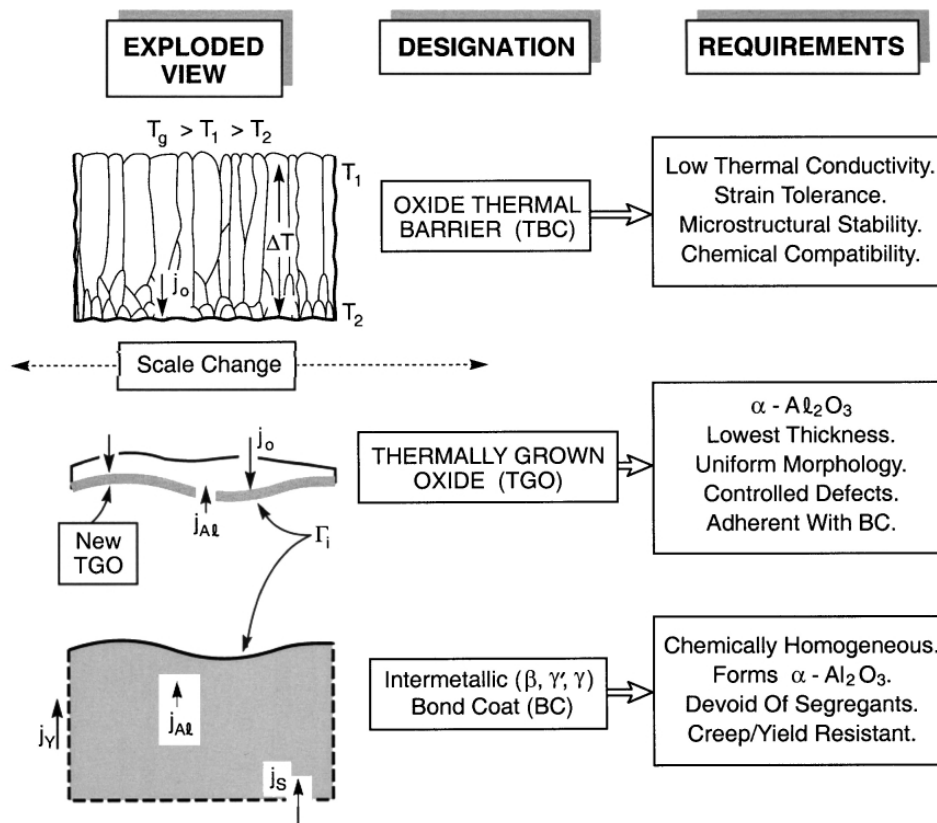 EXPLODED
VIEW
DESIGNATION
REQUIREMENTS
T_g > T_1 > T_2
T_1
ΔT
j_o
T_2
OXIDE THERMAL
BARRIER (TBC)
Low Thermal Conductivity.
Strain Tolerance.
Microstructural Stability.
Chemical Compatibility.
Scale Change
j_o
j_Aℓ
New
TGO
Γ_i
THERMALLY GROWN
OXIDE (TGO)
α - Aℓ₂O₃
Lowest Thickness.
Uniform Morphology.
Controlled Defects.
Adherent With BC.
j_Y
j_Aℓ
j_S
Intermetallic (β, γ′, γ)
Bond Coat (BC)
Chemically Homogeneous.
Forms α - Al₂O₃.
Devoid Of Segregants.
Creep/Yield Resistant.